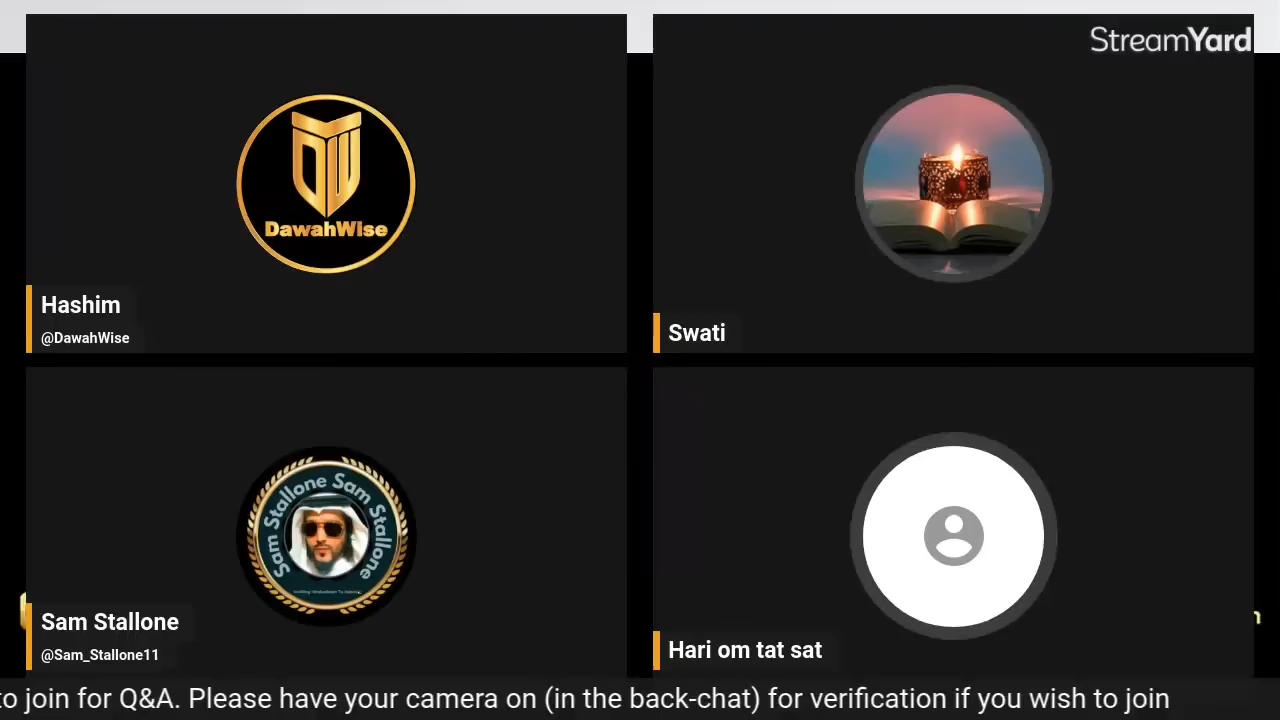 StreamYard
DawahWise
Hashim
@DawahWise
Swati
Sam Stallone Sam Stallone
Sam Stallone
@Sam_Stallone11
Hari om tat sat
to join for Q&A. Please have your camera on (in the back-chat) for verification if you wish to join